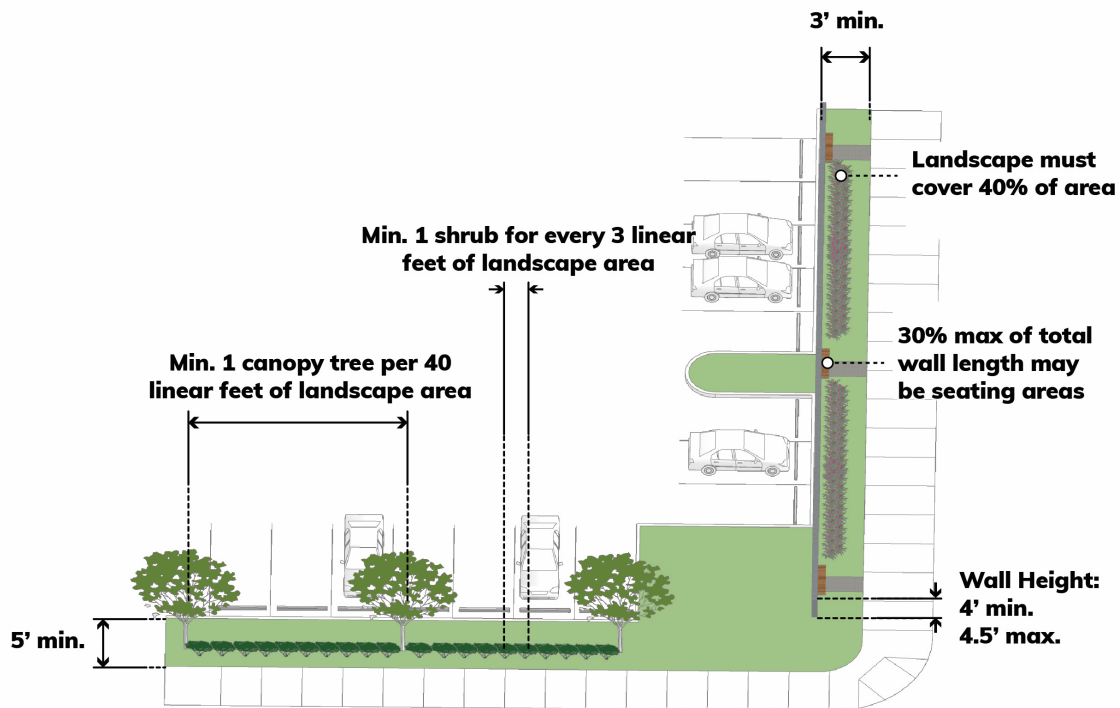 3’ min.
Landscape must
cover 40% of area
Min. 1 shrub for every 3 linear
feet of landscape area
30% max of total
wall length may
be seating areas
Min. 1 canopy tree per 40
linear feet of landscape area
Wall Height:
4’ min.
4.5’ max.
5’ min.